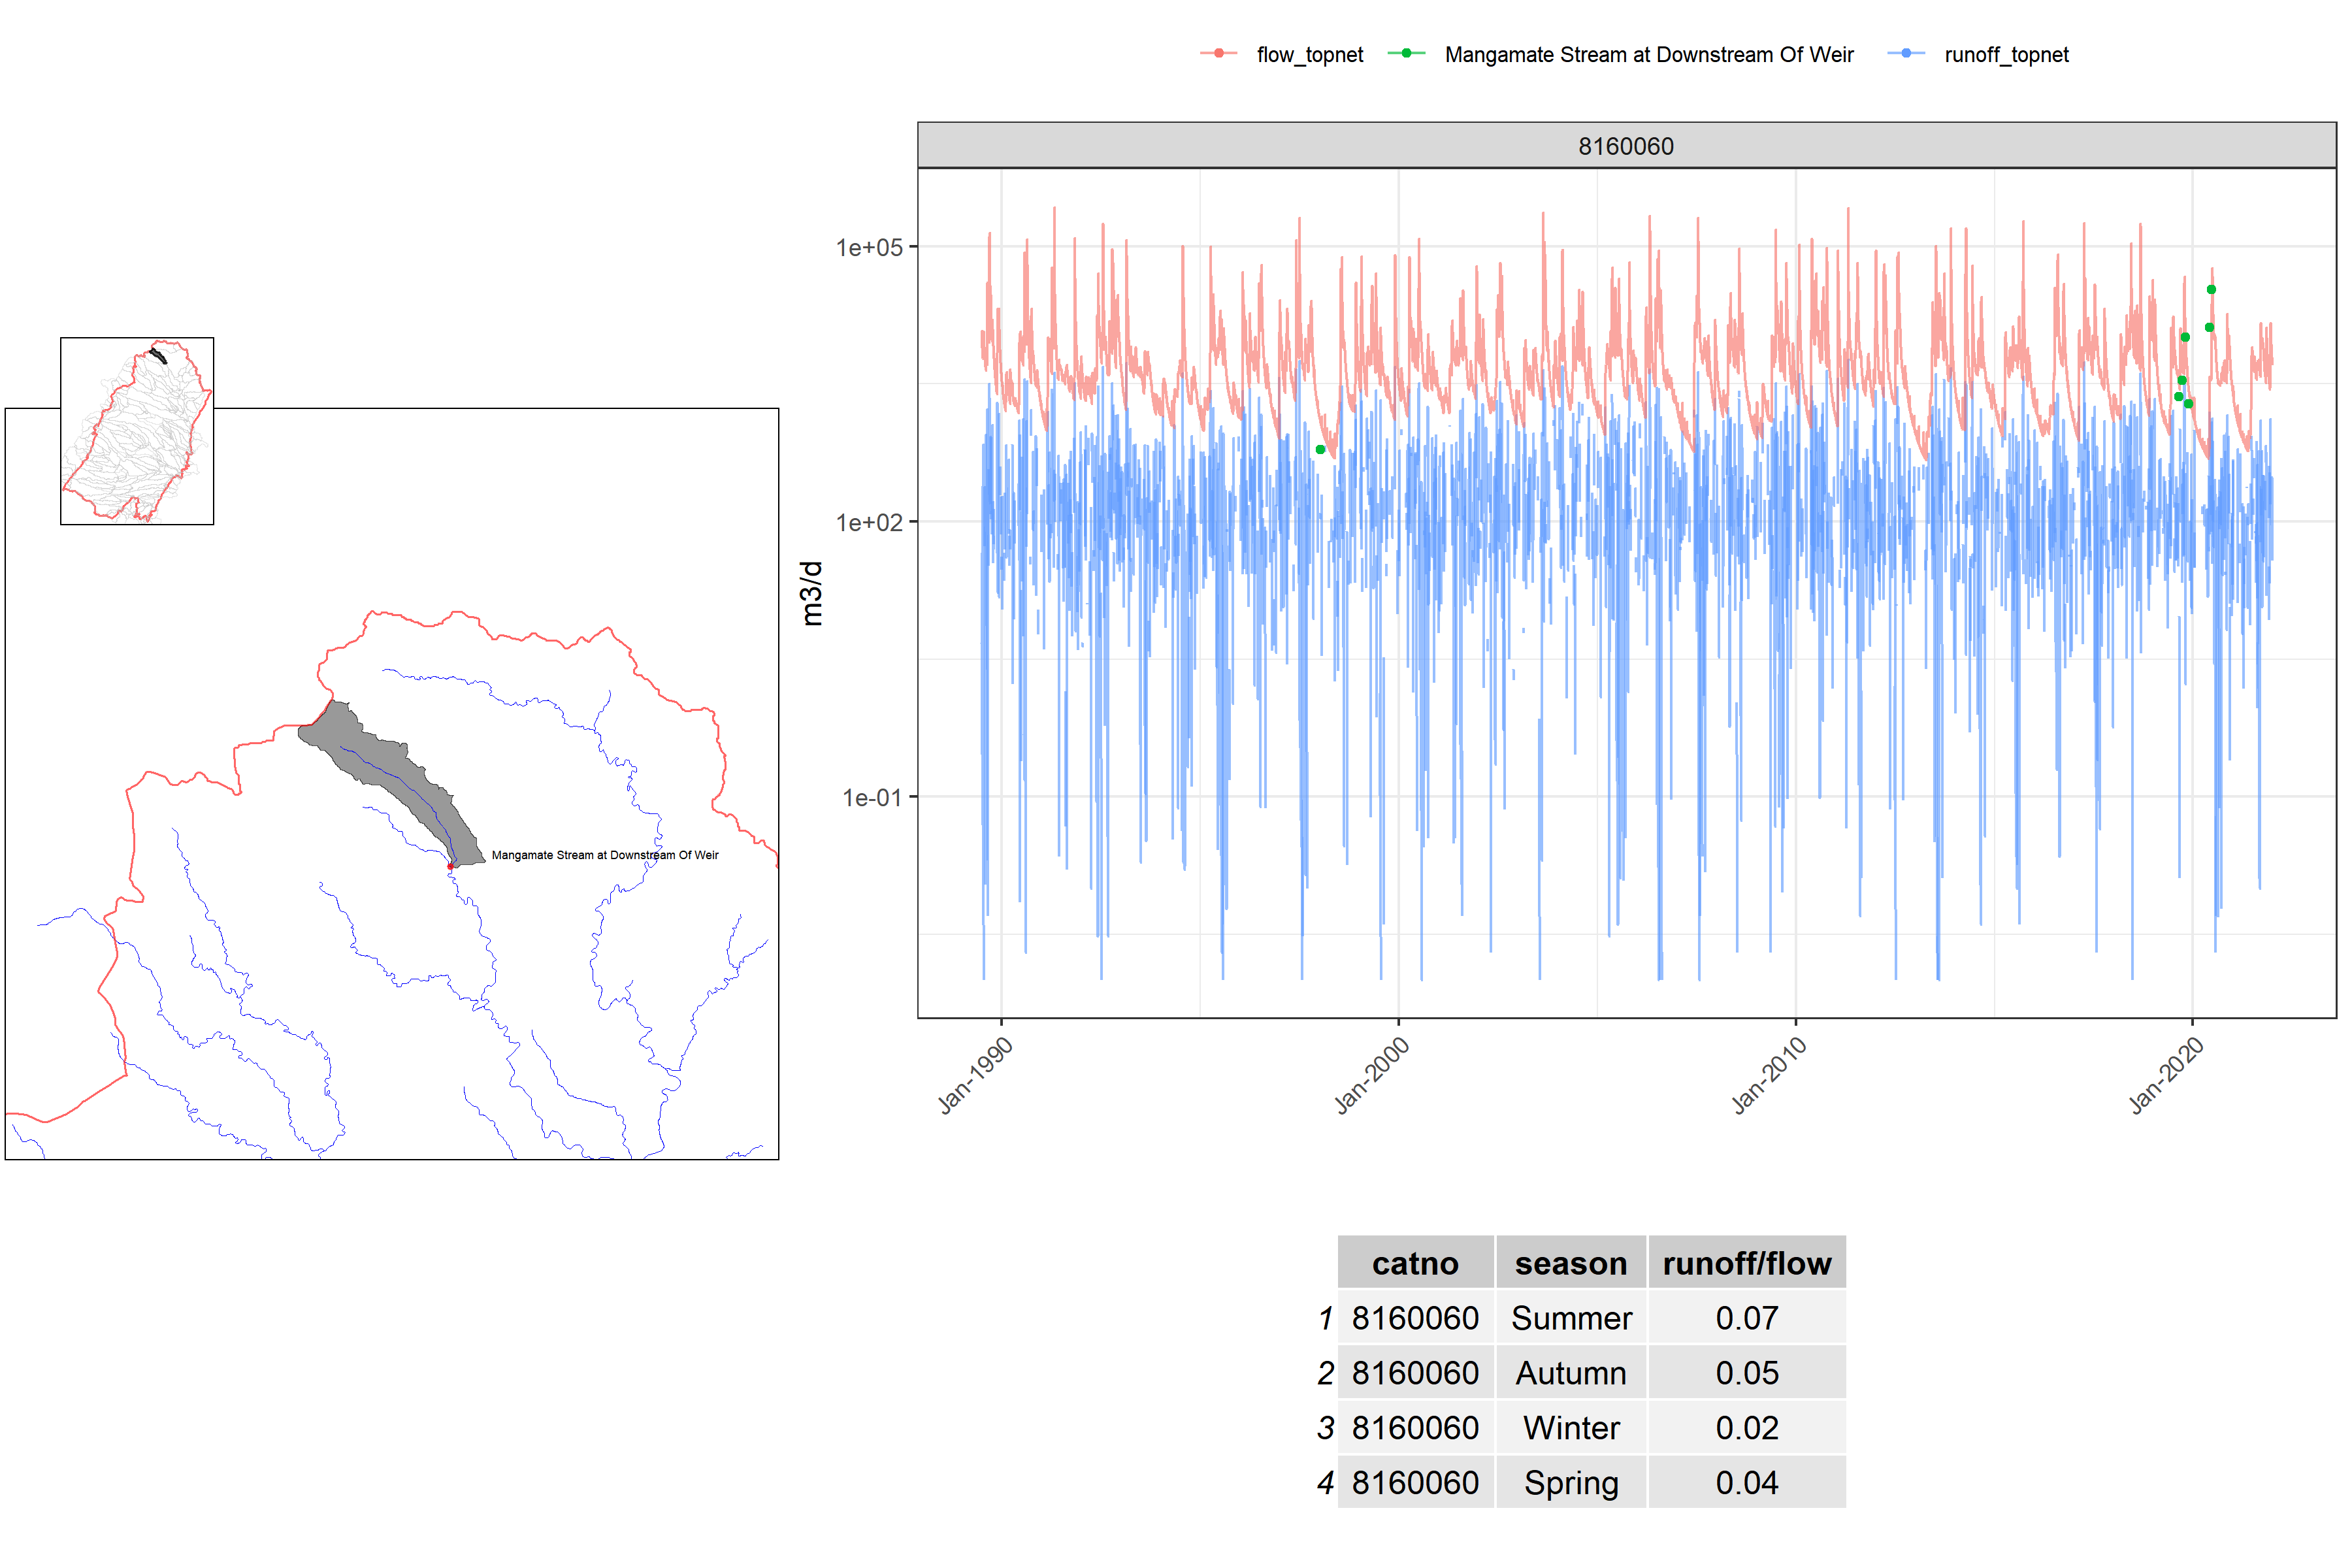 flow_topnet Mangamate Stream at Downstream Of Weir runoff_topnet
8160060
1e+05
1e+02
1e-01
m3/d
Jan-1990 Jan-2000 Jan-2010 Jan-2020
Mangamate Stream at Downstream Of Weir
catno season runoff/flow
1 8160060 Summer 0.07
2 8160060 Autumn 0.05
3 8160060 Winter 0.02
4 8160060 Spring 0.04